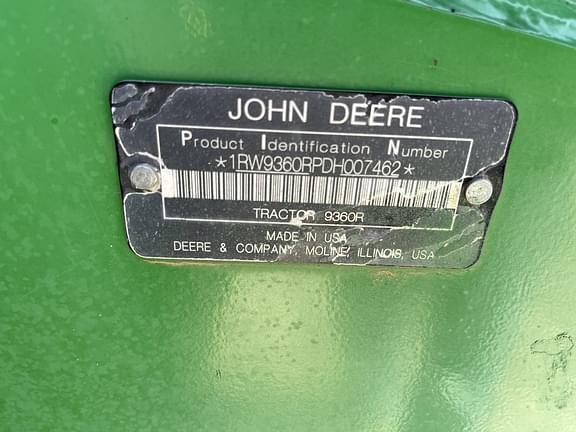 JOHN DEERE
Product Identification Number
*1RW9360RPDH007462*
TRACTOR 9360R
MADE IN USA
DEERE & COMPANY, MOLINE, ILLINOIS, USA